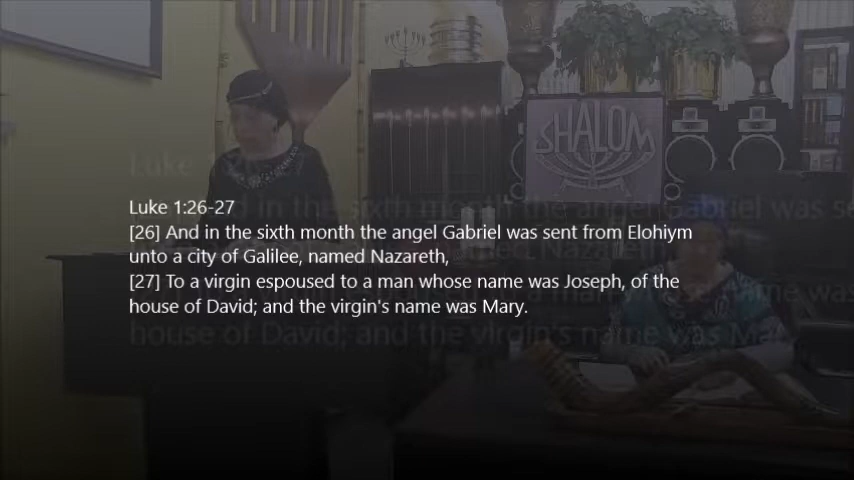 SHALOM
Luke 1:26-27
[26] And in the sixth month the angel Gabriel was sent from Elohiym
unto a city of Galilee, named Nazareth,
[27] To a virgin espoused to a man whose name was Joseph, of the
house of David; and the virgin's name was Mary.